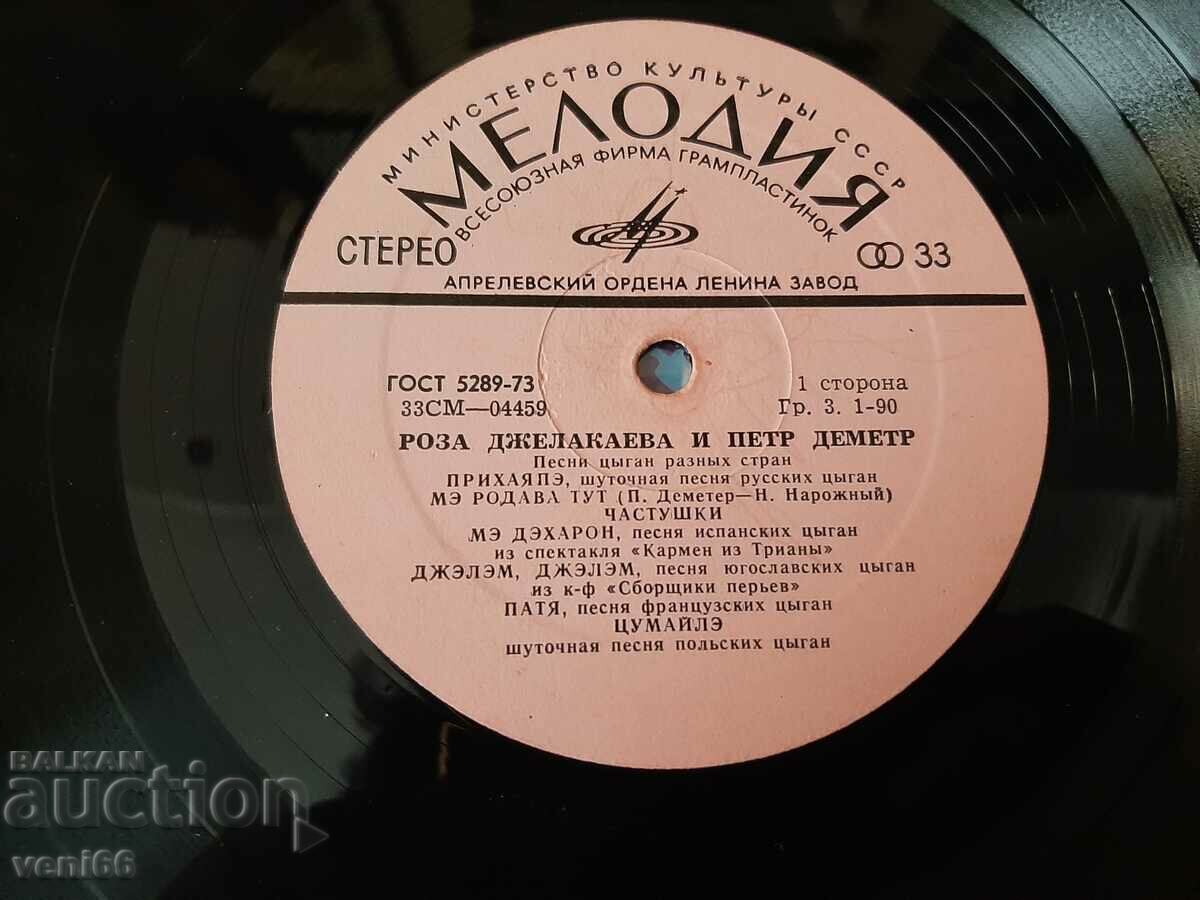 МИНИСТЕРСТВО КУЛЬТУРЫ СССР
МЕЛОДИЯ
ВСЕСОЮЗНАЯ ФИРМА ГРАМПЛАСТИНОК
СТЕРЕО
33
АПРЕЛЕВСКИЙ ОРДЕНА ЛЕНИНА ЗАВОД
ГОСТ 5289-73
1 сторона
33СМ—04459
Гр. 3. 1-90
РОЗА ДЖЕЛАКАЕВА И ПЕТР ДЕМЕТР
Песни цыган разных стран
ПРИХАЯПЭ, шуточная песня русских цыган
МЭ РОДАВА ТУТ (П. Деметер—Н. Нарожный)
ЧАСТУШКИ
МЭ ДЭХАРОН, песня испанских цыган
из спектакля «Кармен из Трианы»
ДЖЭЛЭМ, ДЖЭЛЭМ, песня югославских цыган
из к-ф «Сборщики перьев»
ПАТЯ, песня французских цыган
ЦУМАЙЛЭ
шуточная песня польских цыган
BALKAN
auction
veni66